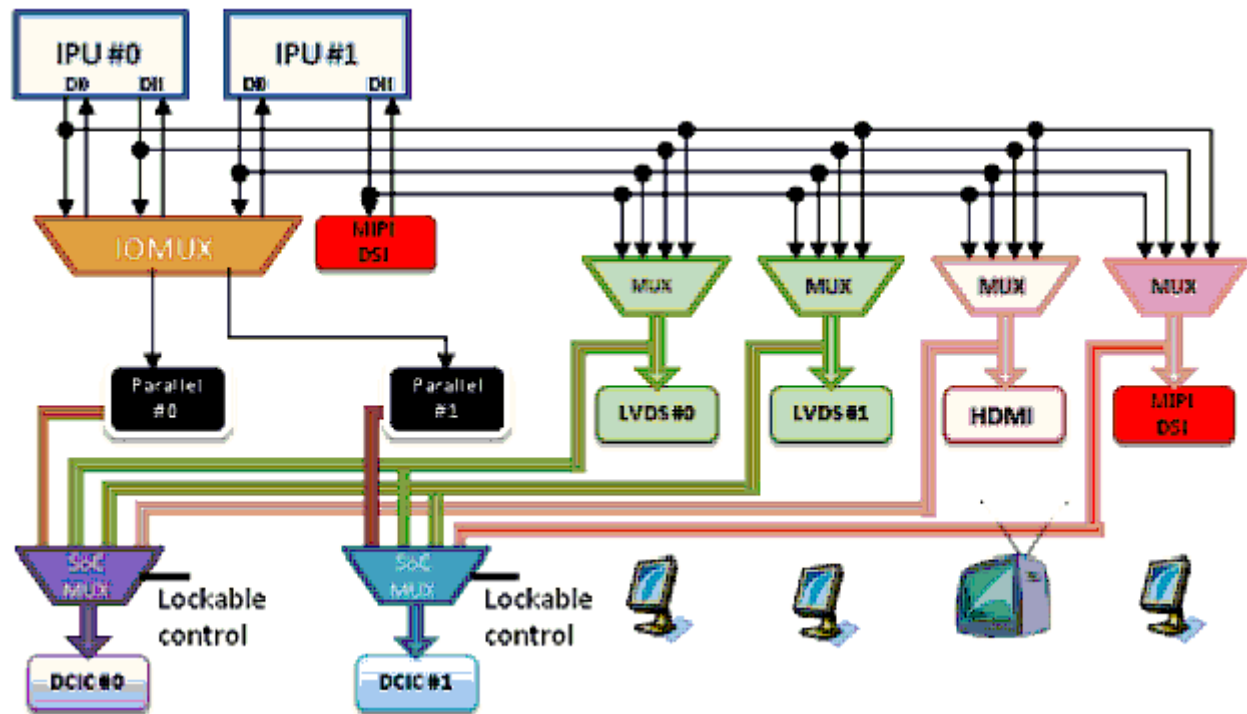 IPU #0
IPU #1
DI0
DI1
DI0
DI1
IOMUX
MIPI
DSI
MUX
MUX
MUX
MUX
Parallel
#0
Parallel
#1
LVDS #0
LVDS #1
HDMI
MIPI
DSI
SoC
MUX
Lockable
control
SoC
MUX
Lockable
control
DCIC #0
DCIC #1